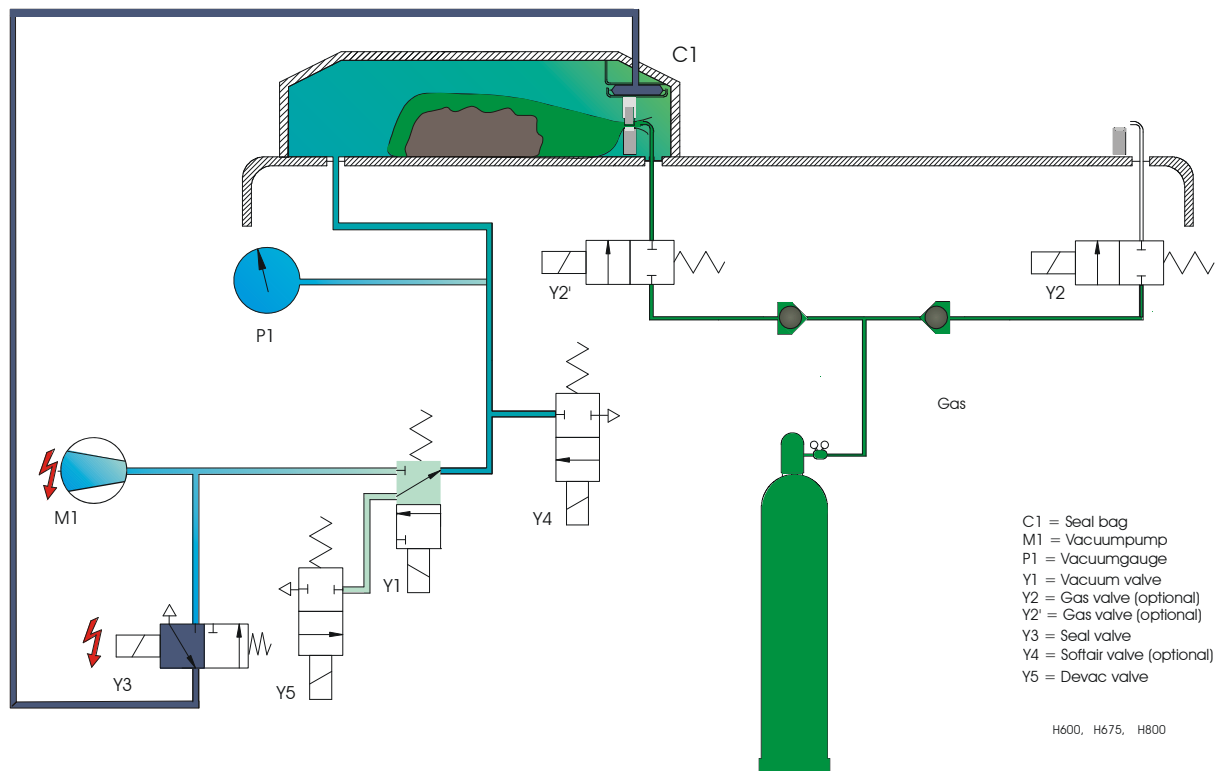 C1
Y2'
Y2
P1
Gas
M1
Y4
Y1
Y3
Y5
C1 = Seal bag
M1 = Vacuumpump
P1 = Vacuumgauge
Y1 = Vacuum valve
Y2 = Gas valve (optional)
Y2' = Gas valve (optional)
Y3 = Seal valve
Y4 = Softair valve (optional)
Y5 = Devac valve
H600, H675, H800